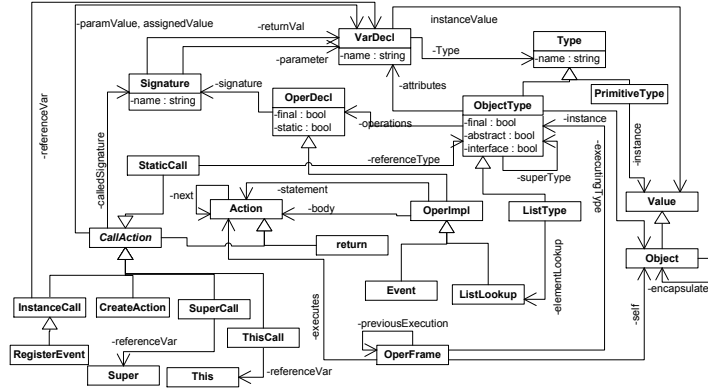 -paramValue, assignedValue
-returnVal
VarDecl
-name : string
instanceValue
-Type
Type
-name : string
-parameter
Signature
-name : string
-signature
OperDecl
-final : bool
-static : bool
-attributes
-operations
ObjectType
-final : bool
-abstract : bool
-interface : bool
PrimitiveType
-instance
-instance
-referenceVar
-calledSignature
StaticCall
-referenceType
-superType
-executingType
-next
Action
-statement
-body
OperImpl
ListType
Value
CallAction
return
Object
-encapsulate
Event
ListLookup
-elementLookup
InstanceCall
CreateAction
SuperCall
ThisCall
-executes
-previousExecution
OperFrame
-self
RegisterEvent
-referenceVar
Super
This
-referenceVar